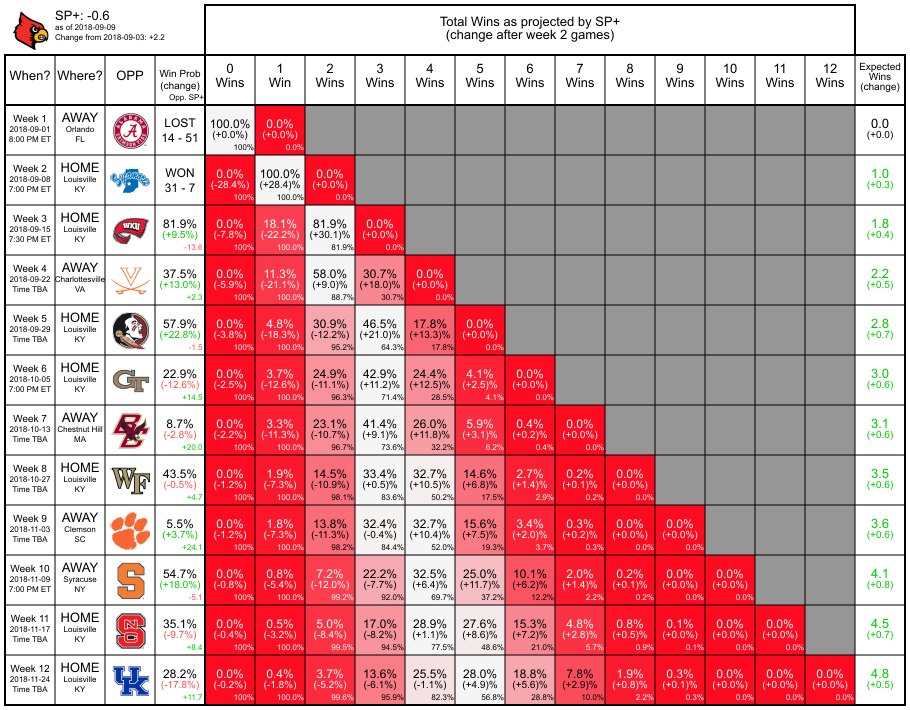 SP+: -0.6
as of 2018-09-09
Change from 2018-09-03: +2.2
Total Wins as projected by SP+
(change after week 2 games)
When? Where? OPP Win Prob (change) Opp. SP+ 0 Wins 1 Win 2 Wins 3 Wins 4 Wins 5 Wins 6 Wins 7 Wins 8 Wins 9 Wins 10 Wins 11 Wins 12 Wins Expected Wins (change)
Week 1 AWAY LOST 100.0% 0.0% 0.0
2018-09-01 Orlando 14 - 51 (+0.0%) (+0.0%) (+0.0)
8:00 PM ET FL 100% 0.0%
Week 2 HOME WON 0.0% 100.0% 0.0% 1.0
2018-09-08 Louisville 31 - 7 (-28.4%) (+28.4)% (+0.0%) (+0.3)
7:00 PM ET KY 100% 100.0% 0.0%
Week 3 HOME WKU 81.9% 0.0% 18.1% 81.9% 0.0% 1.8
2018-09-15 Louisville (+9.5%) (-7.8%) (-22.2%) (+30.1)% (+0.0%) (+0.4)
7:30 PM ET KY -13.6 100% 100.0% 81.9% 0.0%
Week 4 AWAY 37.5% 0.0% 11.3% 58.0% 30.7% 0.0% 2.2
2018-09-22 Charlottesville (+13.0%) (-5.9%) (-21.1%) (+9.0)% (+18.0%) (+0.0%) (+0.5)
Time TBA VA +2.3 100% 100.0% 88.7% 30.7% 0.0%
Week 5 HOME 57.9% 0.0% 4.8% 30.9% 46.5% 17.8% 0.0% 2.8
2018-09-29 Louisville (+22.8%) (-3.8%) (-18.3%) (-12.2%) (+21.0%) (+13.3)% (+0.0%) (+0.7)
Time TBA KY -1.5 100% 100.0% 95.2% 64.3% 17.8% 0.0%
Week 6 HOME GT 22.9% 0.0% 3.7% 24.9% 42.9% 24.4% 4.1% 0.0% 3.0
2018-10-05 Louisville (-12.6%) (-2.5%) (-12.6%) (-11.1%) (+11.2%) (+12.5%) (+2.5)% (+0.0%) (+0.6)
7:00 PM ET KY +14.5 100% 100.0% 96.3% 71.4% 28.5% 4.1% 0.0%
Week 7 AWAY BC 8.7% 0.0% 3.3% 23.1% 41.4% 26.0% 5.9% 0.4% 0.0% 3.1
2018-10-13 Chestnut Hill (-2.8%) (-2.2%) (-11.3%) (-10.7%) (+9.1%) (+11.8%) (+3.1%) (+0.2)% (+0.0%) (+0.6)
Time TBA MA +20.0 100% 100.0% 96.7% 73.6% 32.2% 6.2% 0.4% 0.0%
Week 8 HOME WF 43.5% 0.0% 1.9% 14.5% 33.4% 32.7% 14.6% 2.7% 0.2% 0.0% 3.5
2018-10-27 Louisville (-0.5%) (-1.2%) (-7.3%) (-10.9%) (+0.5%) (+10.5%) (+6.8%) (+1.4%) (+0.1)% (+0.0%) (+0.6)
Time TBA KY +4.7 100% 100.0% 98.1% 83.6% 50.2% 17.5% 2.9% 0.2% 0.0%
Week 9 AWAY 5.5% 0.0% 1.8% 13.8% 32.4% 32.7% 15.6% 3.4% 0.3% 0.0% 0.0% 3.6
2018-11-03 Clemson (+3.7%) (-1.2%) (-7.3%) (-11.3%) (-0.4%) (+10.4%) (+7.5%) (+2.0%) (+0.2%) (+0.0%) (+0.0%) (+0.6)
Time TBA SC +24.1 100% 100.0% 98.2% 84.4% 52.0% 19.3% 3.7% 0.3% 0.0% 0.0%
Week 10 AWAY S 54.7% 0.0% 0.8% 7.2% 22.2% 32.5% 25.0% 10.1% 2.0% 0.2% 0.0% 0.0% 4.1
2018-11-09 Syracuse (+18.0%) (-0.8%) (-5.4%) (-12.0%) (-7.7%) (+6.4%) (+11.7%) (+6.2%) (+1.4%) (+0.1%) (+0.0%) (+0.0%) (+0.8)
7:00 PM ET NY -5.1 100% 100.0% 99.2% 92.0% 69.7% 37.2% 12.2% 2.2% 0.2% 0.0% 0.0%
Week 11 HOME NCS 35.1% 0.0% 0.5% 5.0% 17.0% 28.9% 27.6% 15.3% 4.8% 0.8% 0.1% 0.0% 0.0% 4.5
2018-11-17 Louisville (-9.7%) (-0.4%) (-3.2%) (-8.4%) (-8.2%) (+1.1%) (+8.6%) (+7.2%) (+2.8%) (+0.5%) (+0.0%) (+0.0%) (+0.0%) (+0.7)
Time TBA KY +8.4 100% 100.0% 99.5% 94.5% 77.5% 48.6% 21.0% 5.7% 0.9% 0.1% 0.0% 0.0%
Week 12 HOME UK 28.2% 0.0% 0.4% 3.7% 13.6% 25.5% 28.0% 18.8% 7.8% 1.9% 0.3% 0.0% 0.0% 0.0% 4.8
2018-11-24 Louisville (-17.8%) (-0.2%) (-1.8%) (-5.2%) (-6.1%) (-1.1%) (+4.9%) (+5.6%) (+2.9%) (+0.8)% (+0.1%) (+0.0%) (+0.0%) (+0.0%) (+0.5)
Time TBA KY +11.7 100% 100.0% 99.6% 95.9% 82.3% 56.8% 28.8% 10.0% 2.2% 0.3% 0.0% 0.0% 0.0%